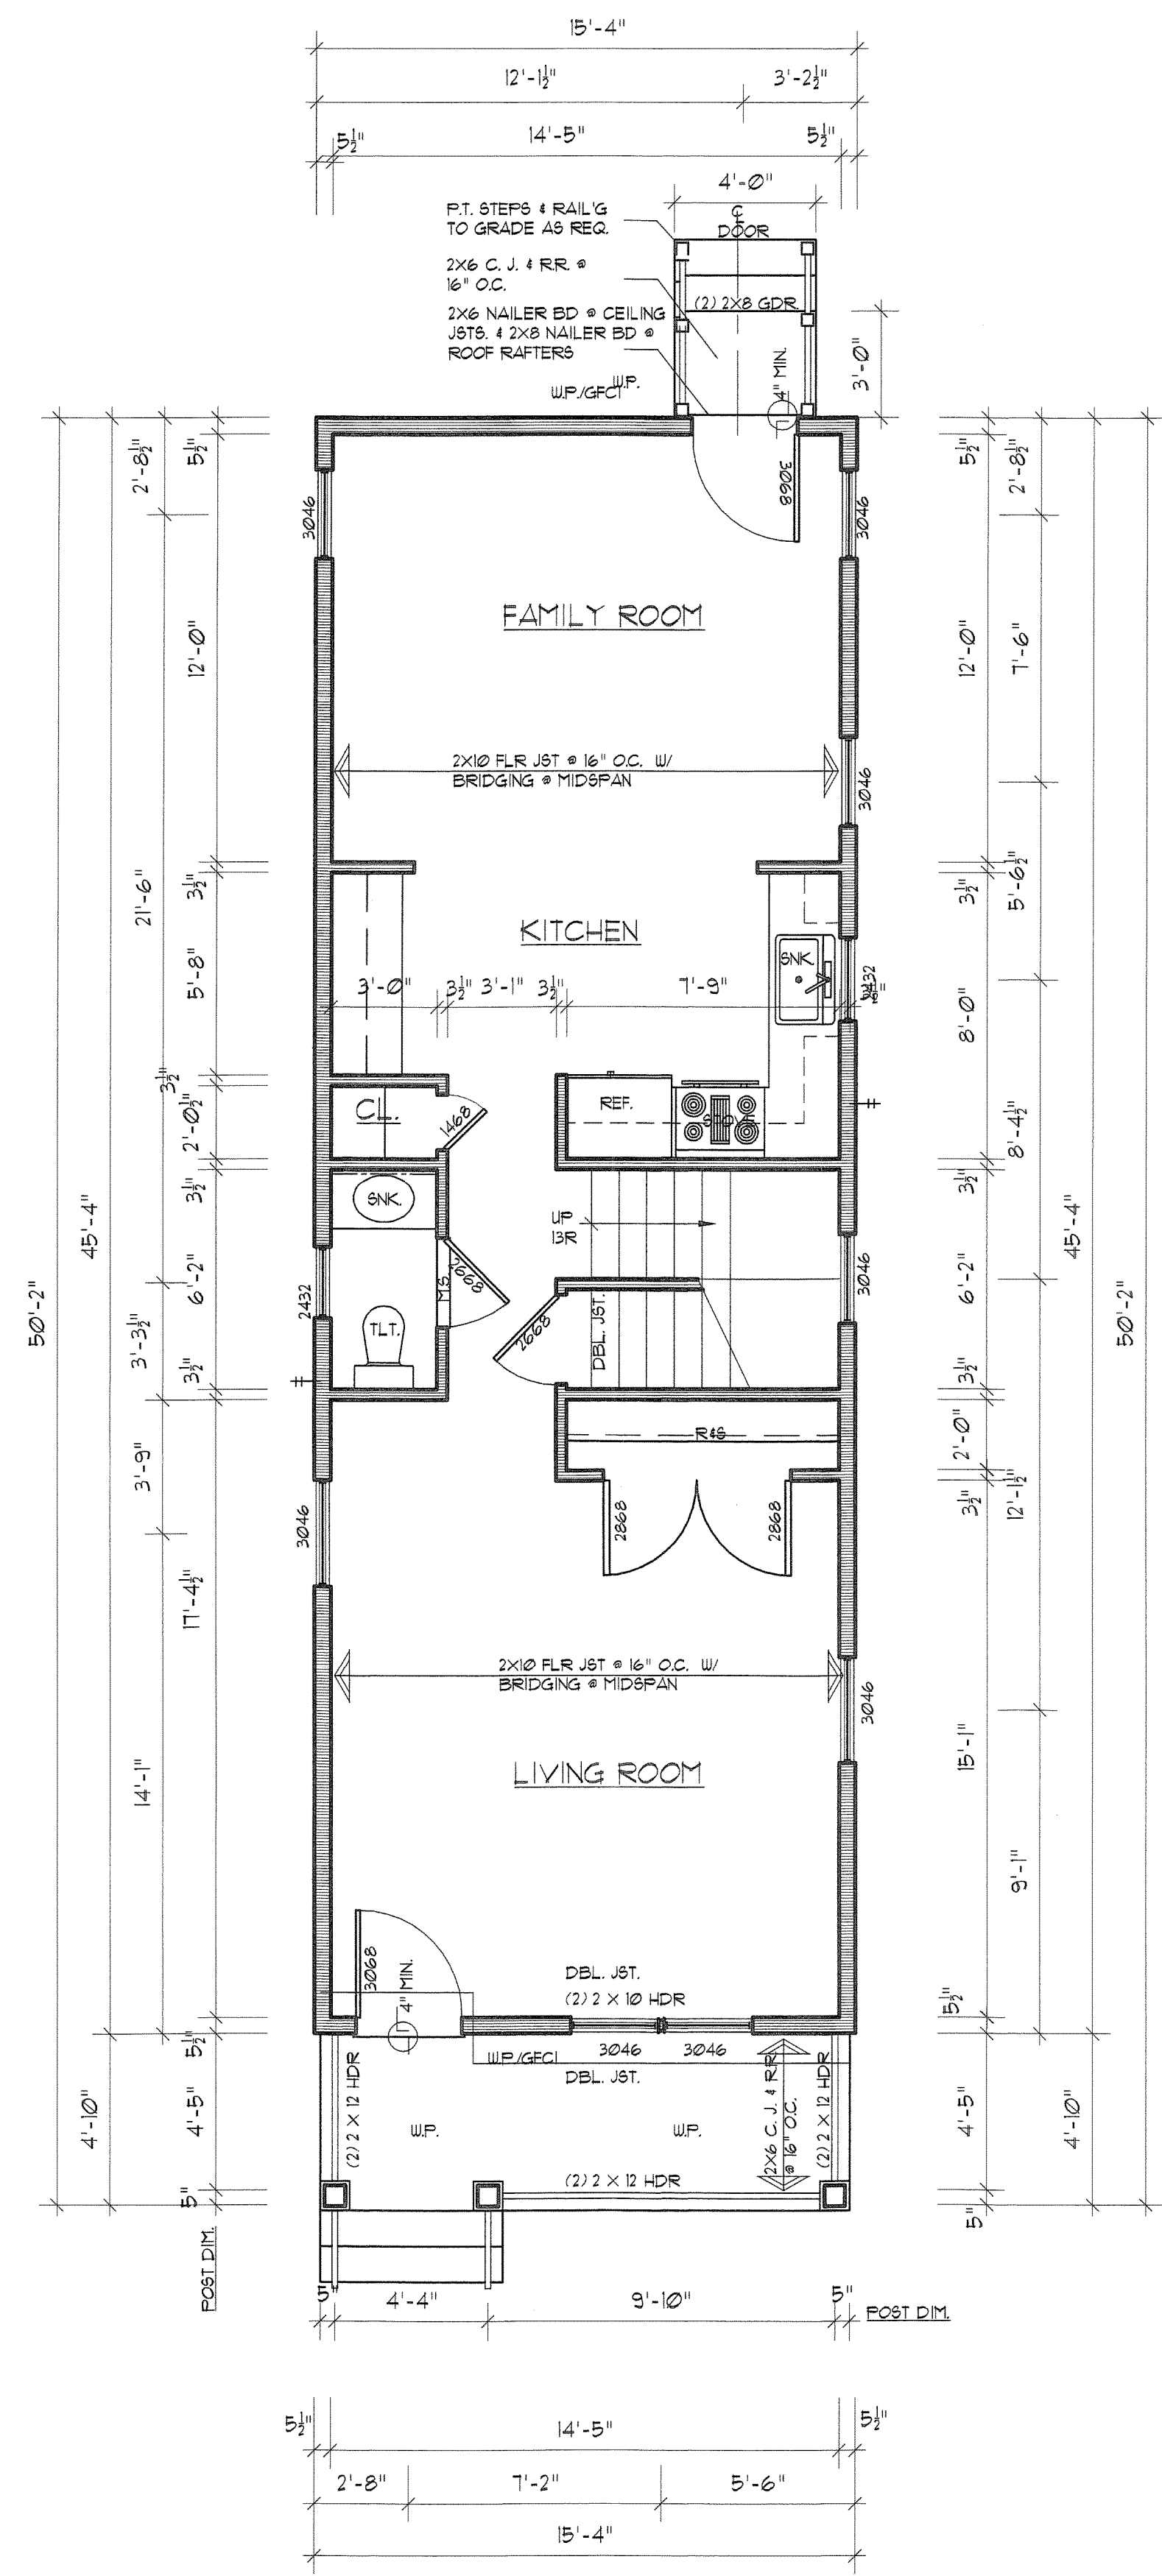 15'-4"
12'-1½" 3'-2½"
5½" 14'-5" 5½"
4'-0"
P.T. STEPS & RAIL'G
TO GRADE AS REQ.
℄
DOOR
2X6 C. J. & R.R. @
16" O.C.
2X6 NAILER BD @ CEILING
JSTS. & 2X8 NAILER BD @
ROOF RAFTERS
(2) 2X8 GDR.
4" MIN.
3'-0"
W.P./GFCI
W.P.
2'-8½"
5½"
5½"
2'-8½"
3046
3068
3046
FAMILY ROOM
12'-0"
12'-0"
7'-6"
2X10 FLR JST @ 16" O.C. W/
BRIDGING @ MIDSPAN
3046
21'-6"
3½"
3½"
5'-6½"
KITCHEN
SNK.
5'-8"
3'-0" 3½" 3'-1" 3½" 7'-9"
2432
8'-0"
3½"
CL.
1468
REF.
STOVE
2'-0½"
8'-4½"
3½"
3½"
SNK.
UP
13R
45'-4"
45'-4"
50'-2"
50'-2"
6'-2"
6'-2"
2432
M.S.
2668
2668
DBL. JST.
3046
TLT.
3'-3½"
3½"
3½"
R&S
2'-0"
3'-9"
3½"
12'-1½"
3046
2868
2868
17'-4½"
2X10 FLR JST @ 16" O.C. W/
BRIDGING @ MIDSPAN
3046
14'-1"
15'-1"
LIVING ROOM
9'-1"
3068
4" MIN.
DBL. JST.
(2) 2 X 10 HDR
5½"
5½"
W.P./GFCI
3046 3046
DBL. JST.
(2) 2 X 12 HDR
2X6 C. J. & R.R.
@ 16" O.C.
(2) 2 X 12 HDR
4'-10"
4'-5"
W.P. W.P.
4'-5"
4'-10"
(2) 2 X 12 HDR
5"
5"
POST DIM.
5" 4'-4" 9'-10" 5"
POST DIM.
5½" 14'-5" 5½"
2'-8" 7'-2" 5'-6"
15'-4"